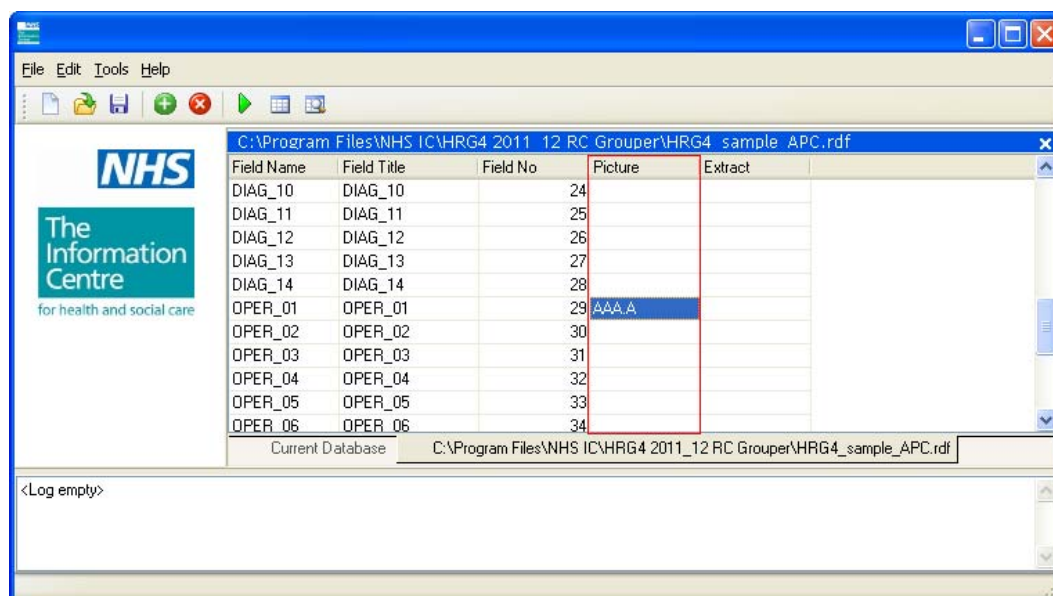 File Edit Tools Help
NHS
The
Information
Centre
for health and social care
C:\Program Files\NHS IC\HRG4 2011_12 RC Grouper\HRG4_sample_APC.rdf
Field Name Field Title Field No Picture Extract
DIAG_10 DIAG_10 24
DIAG_11 DIAG_11 25
DIAG_12 DIAG_12 26
DIAG_13 DIAG_13 27
DIAG_14 DIAG_14 28
OPER_01 OPER_01 29 AAA.A
OPER_02 OPER_02 30
OPER_03 OPER_03 31
OPER_04 OPER_04 32
OPER_05 OPER_05 33
OPER_06 OPER_06 34
Current Database C:\Program Files\NHS IC\HRG4 2011_12 RC Grouper\HRG4_sample_APC.rdf
<Log empty>